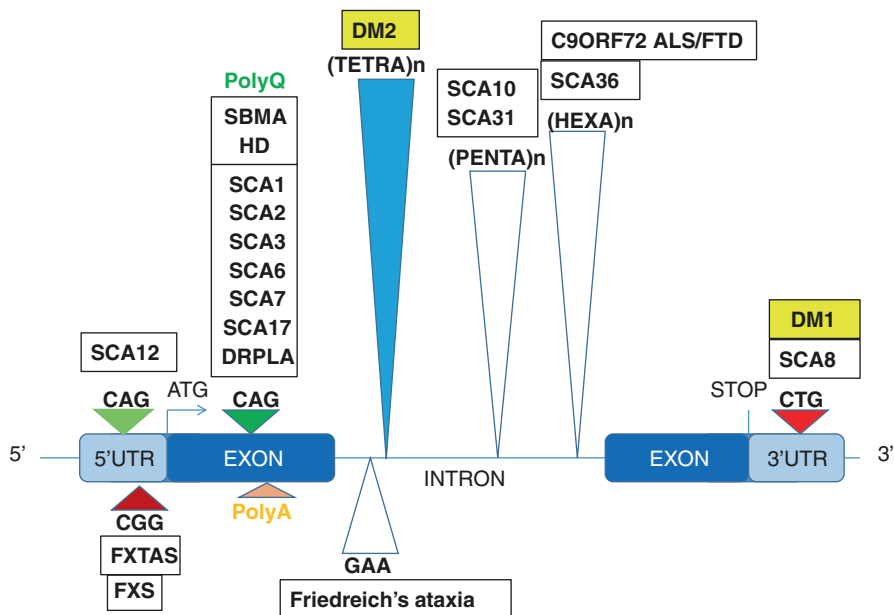 DM2
(TETRA)n
C9ORF72 ALS/FTD
SCA36
(HEXA)n
SCA10
SCA31
(PENTA)n
PolyQ
SBMA
HD
SCA1
SCA2
SCA3
SCA6
SCA7
SCA17
DRPLA
SCA12
DM1
SCA8
CAG
ATG
CAG
STOP
CTG
5'
5'UTR
EXON
INTRON
EXON
3'UTR
3'
CGG
PolyA
FXTAS
FXS
GAA
Friedreich's ataxia